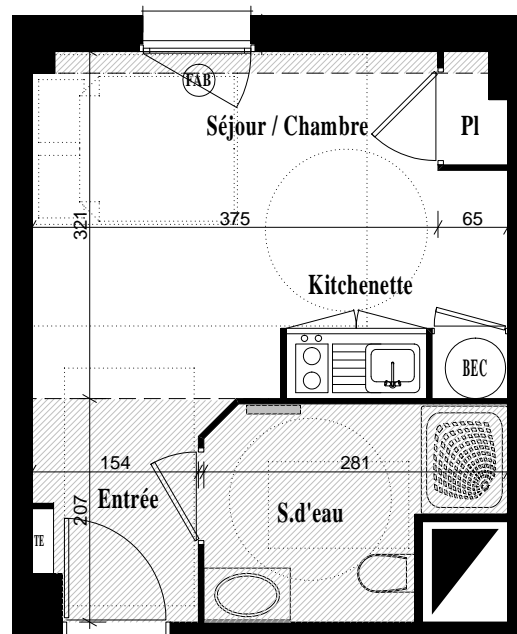 FAB
Séjour / Chambre
Pl
321
375
65
Kitchenette
BEC
154
281
207
Entrée
S.d'eau
TE